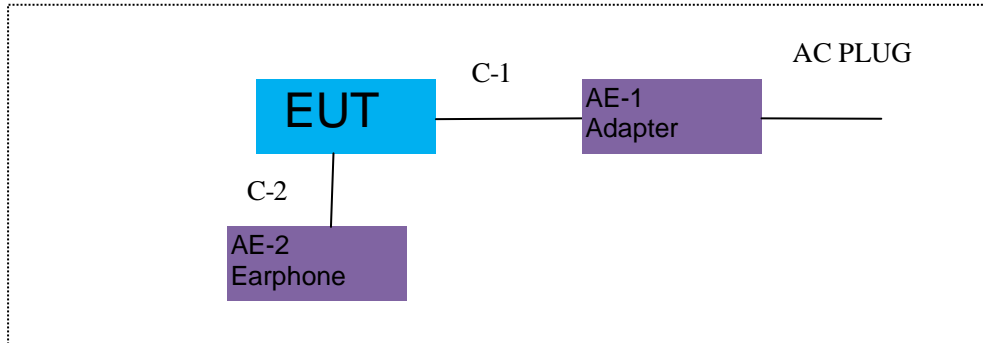 AC PLUG
C-1
EUT
AE-1
Adapter
C-2
AE-2
Earphone